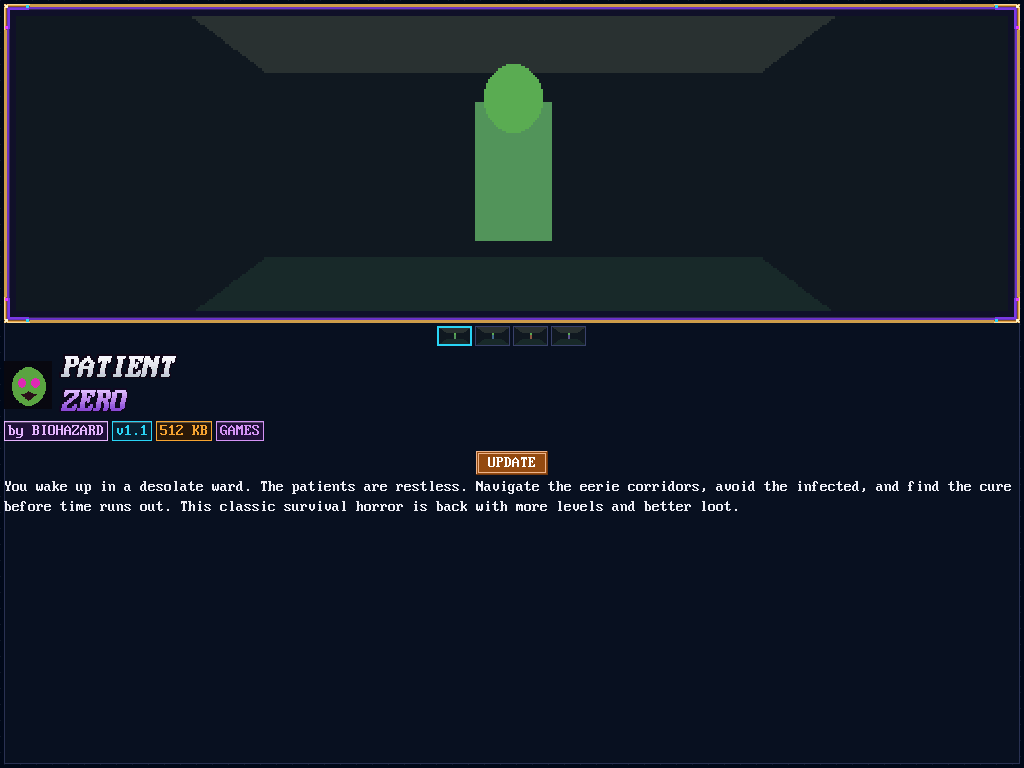 PATIENT
ZERO
by BIOHAZARD v1.1 512 KB GAMES
UPDATE
You wake up in a desolate ward. The patients are restless. Navigate the eerie corridors, avoid the infected, and find the cure
before time runs out. This classic survival horror is back with more levels and better loot.